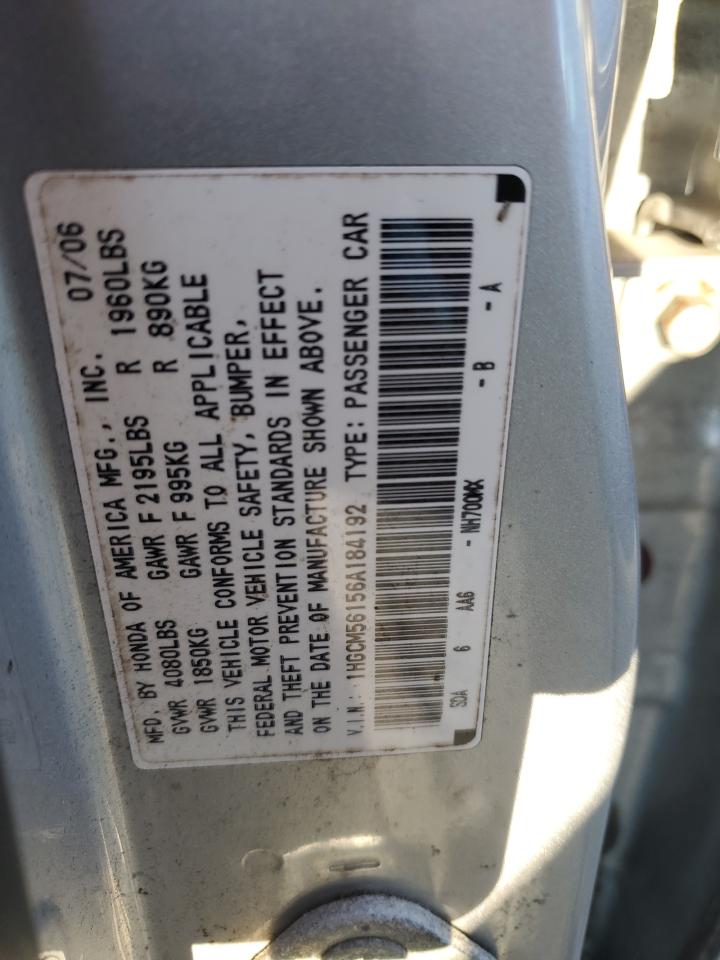 MFD. BY HONDA OF AMERICA MFG., INC. 07/06
GVWR 4080LBS GAWR F 2195LBS R 1960LBS
GVWR 1850KG GAWR F 995KG R 890KG
THIS VEHICLE CONFORMS TO ALL APPLICABLE
FEDERAL MOTOR VEHICLE SAFETY, BUMPER,
AND THEFT PREVENTION STANDARDS IN EFFECT
ON THE DATE OF MANUFACTURE SHOWN ABOVE.
V.I.N.: 1HGCM56156A184192 TYPE: PASSENGER CAR
SDA 6 AA6 - NH700MX - B - A